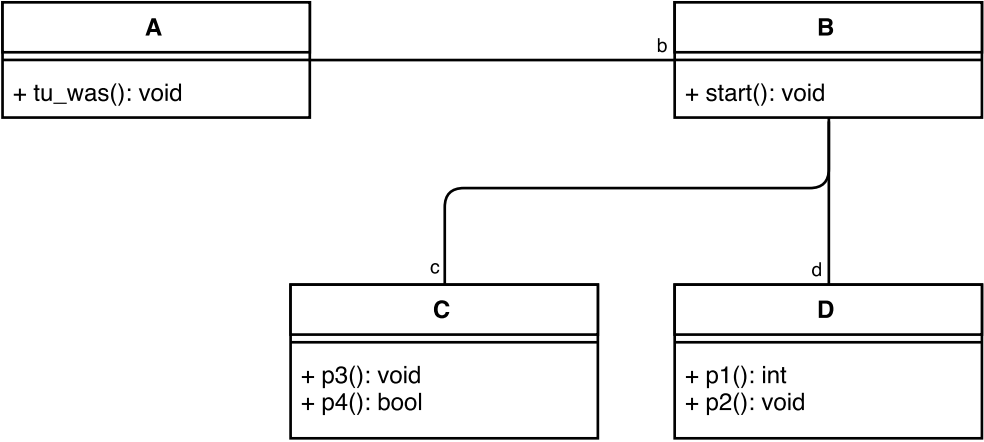 A
+ tu_was(): void
b
B
+ start(): void
c
C
+ p3(): void
+ p4(): bool
d
D
+ p1(): int
+ p2(): void